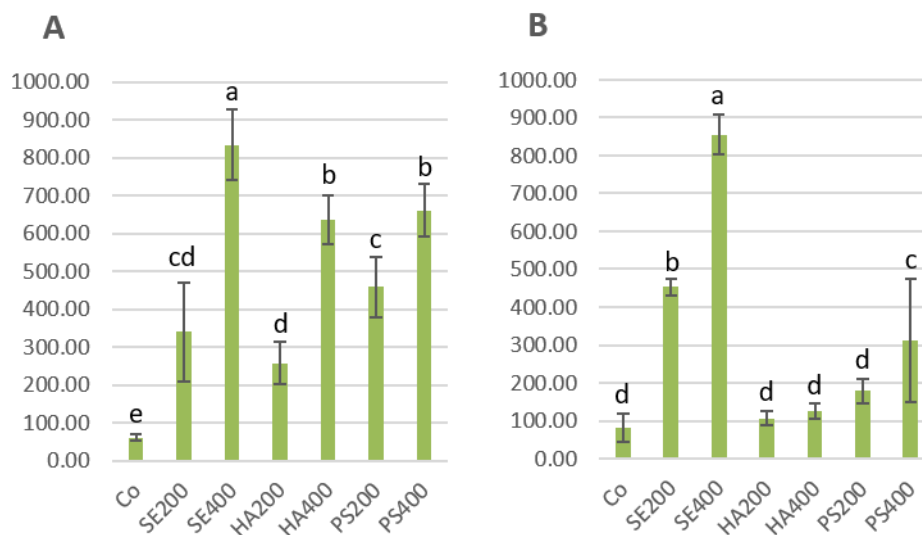 A
1000.00
900.00
800.00
700.00
600.00
500.00
400.00
300.00
200.00
100.00
0.00
e
cd
a
d
b
c
b
Co
SE200
SE400
HA200
HA400
PS200
PS400
B
1000.00
900.00
800.00
700.00
600.00
500.00
400.00
300.00
200.00
100.00
0.00
d
b
a
d
d
d
c
Co
SE200
SE400
HA200
HA400
PS200
PS400